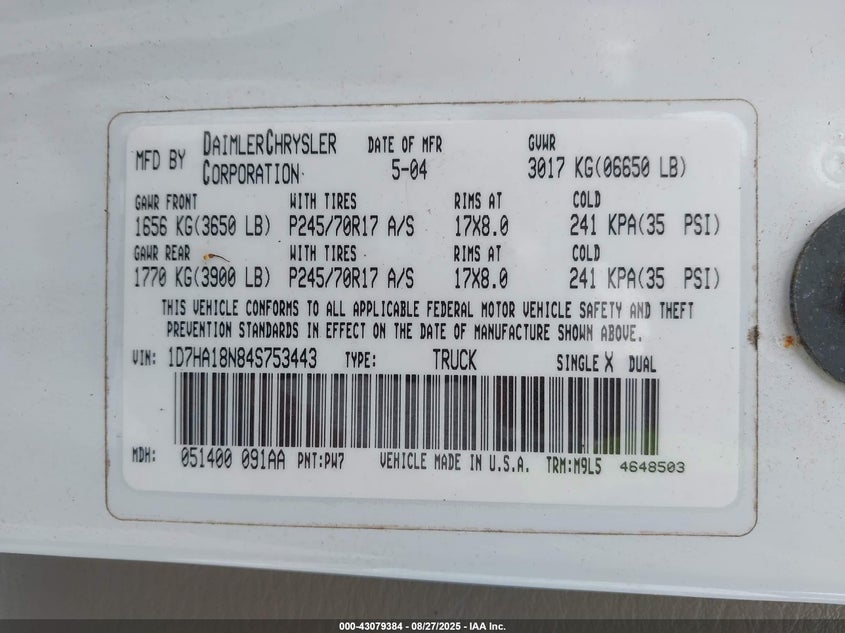 MFD BY DAIMLERCHRYSLER CORPORATION DATE OF MFR 5-04 GVWR 3017 KG(06650 LB)
GAWR FRONT WITH TIRES RIMS AT COLD
1656 KG(3650 LB) P245/70R17 A/S 17X8.0 241 KPA(35 PSI)
GAWR REAR WITH TIRES RIMS AT COLD
1770 KG(3900 LB) P245/70R17 A/S 17X8.0 241 KPA(35 PSI)
THIS VEHICLE CONFORMS TO ALL APPLICABLE FEDERAL MOTOR VEHICLE SAFETY AND THEFT
PREVENTION STANDARDS IN EFFECT ON THE DATE OF MANUFACTURE SHOWN ABOVE.
VIN: 1D7HA18N84S753443 TYPE: TRUCK SINGLE X DUAL
MDH: 051400 091AA PNT:PW7 VEHICLE MADE IN U.S.A. TRM:M9L5 4648503
000-43079384 - 08/27/2025 - IAA Inc.